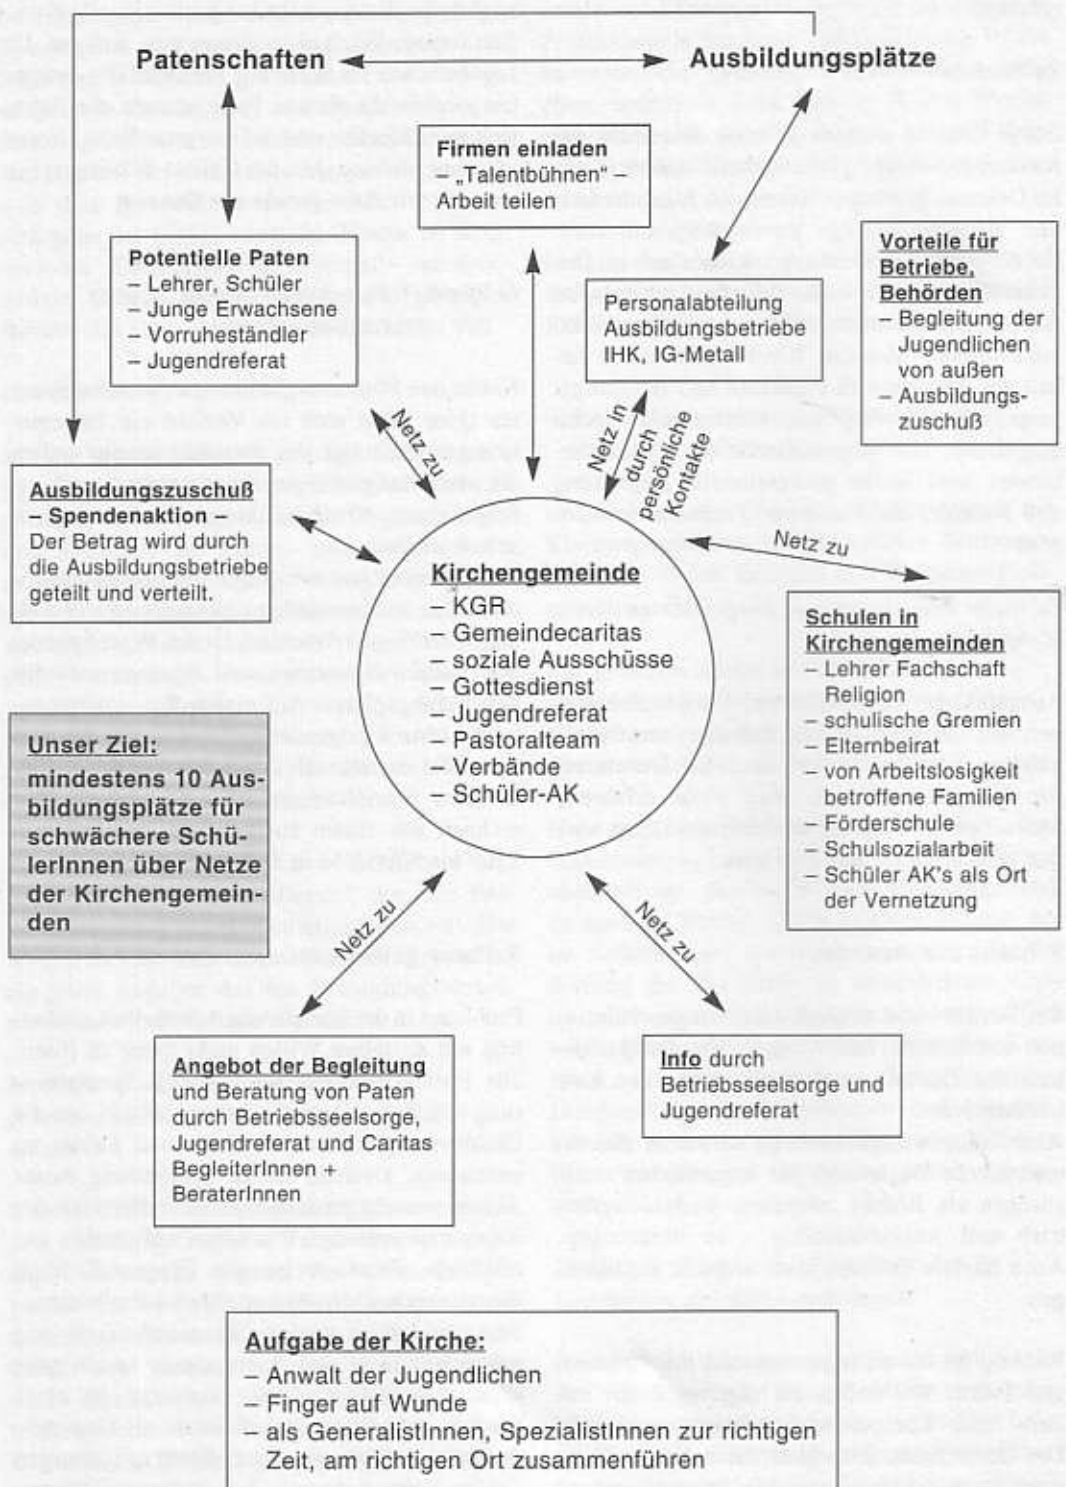 Patenschaften
Ausbildungsplätze
Firmen einladen
– „Talentbühnen“ –
Arbeit teilen
Potentielle Paten
– Lehrer, Schüler
– Junge Erwachsene
– Vorruheständler
– Jugendreferat
Personalabteilung
Ausbildungsbetriebe
IHK, IG-Metall
Vorteile für
Betriebe,
Behörden
– Begleitung der
Jugendlichen
von außen
– Ausbildungs-
zuschuß
Netz zu
Netz in
durch
persönliche
Kontakte
Ausbildungszuschuß
– Spendenaktion –
Der Betrag wird durch
die Ausbildungsbetriebe
geteilt und verteilt.
Netz zu
Kirchengemeinde
– KGR
– Gemeindecaritas
– soziale Ausschüsse
– Gottesdienst
– Jugendreferat
– Pastoralteam
– Verbände
– Schüler-AK
Schulen in
Kirchengemeinden
– Lehrer Fachschaft
Religion
– schulische Gremien
– Elternbeirat
– von Arbeitslosigkeit
betroffene Familien
– Förderschule
– Schulsozialarbeit
– Schüler AK's als Ort
der Vernetzung
Unser Ziel:
mindestens 10 Aus-
bildungsplätze für
schwächere Schü-
lerInnen über Netze
der Kirchengemein-
den
Netz zu
Netz zu
Angebot der Begleitung
und Beratung von Paten
durch Betriebsseelsorge,
Jugendreferat und Caritas
BegleiterInnen +
BeraterInnen
Info durch
Betriebsseelsorge und
Jugendreferat
Aufgabe der Kirche:
– Anwalt der Jugendlichen
– Finger auf Wunde
– als GeneralistInnen, SpezialistInnen zur richtigen
Zeit, am richtigen Ort zusammenführen